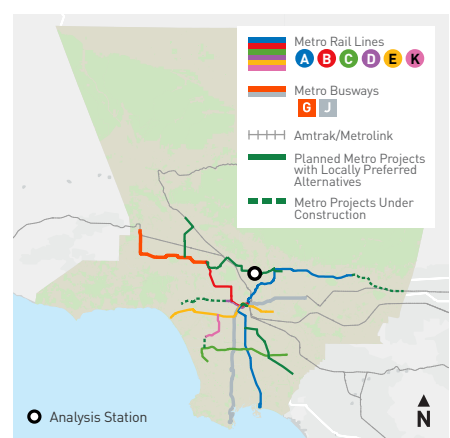 Metro Rail Lines
A B C D E K
Metro Busways
G J
Amtrak/Metrolink
Planned Metro Projects
with Locally Preferred
Alternatives
Metro Projects Under
Construction
Analysis Station
N